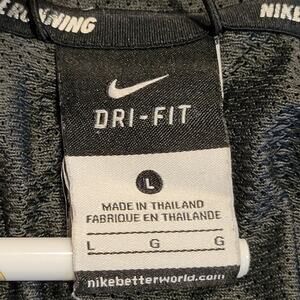 RUNNING
NIKE
DRI-FIT
L
MADE IN THAILAND
FABRIQUE EN THAILANDE
L G G
nikebetterworld.com